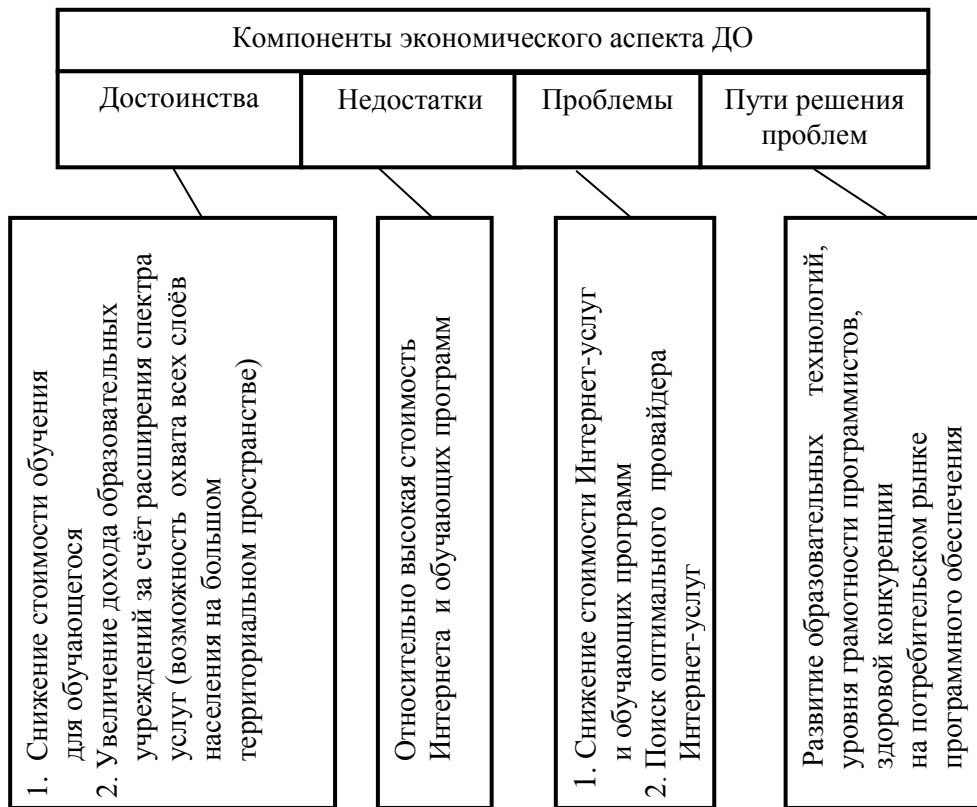 Компоненты экономического аспекта ДО
Достоинства
Недостатки
Проблемы
Пути решения
проблем
1. Снижение стоимости обучения
для обучающегося
2. Увеличение дохода образовательных
учреждений за счёт расширения спектра
услуг (возможность охвата всех слоёв
населения на большом
территориальном пространстве)
Относительно высокая стоимость
Интернета и обучающих программ
1. Снижение стоимости Интернет-услуг
и обучающих программ
2. Поиск оптимального провайдера
Интернет-услуг
Развитие образовательных технологий,
уровня грамотности программистов,
здоровой конкуренции
на потребительском рынке
программного обеспечения